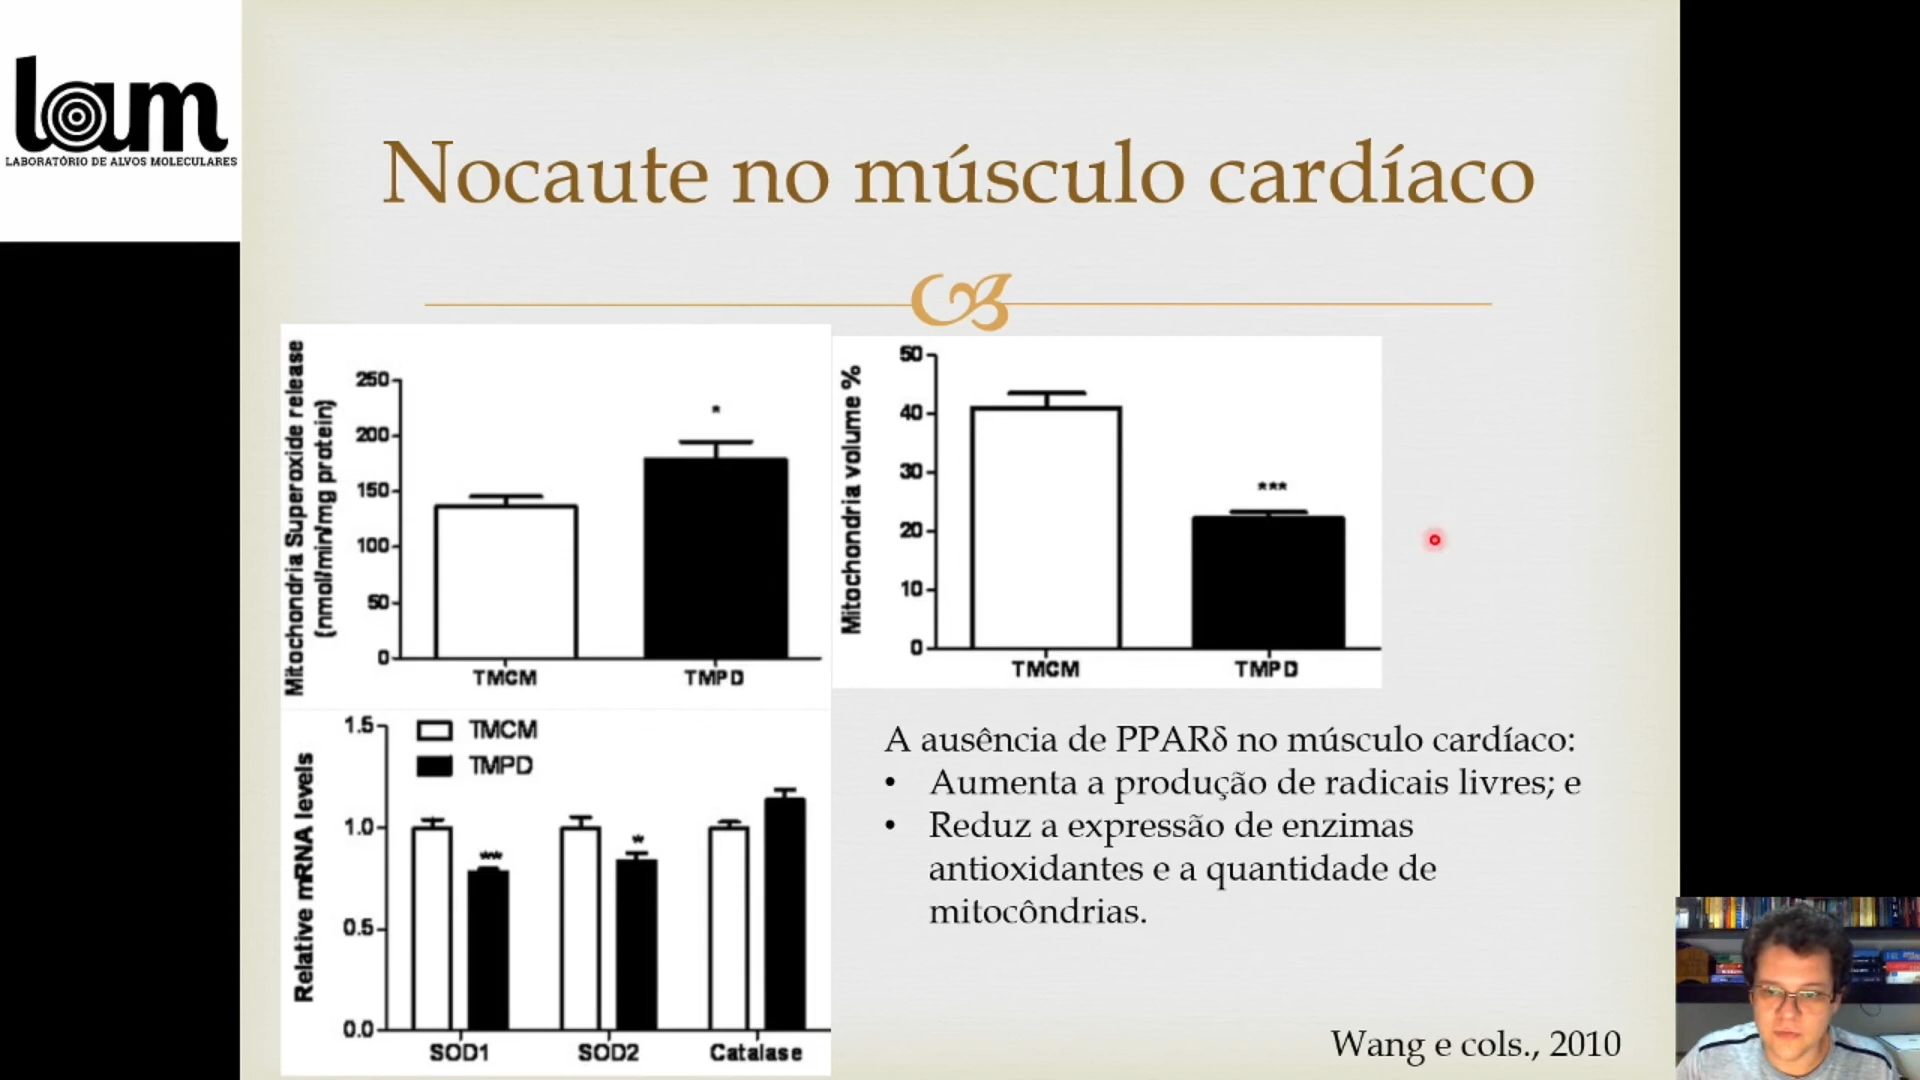 lam
LABORATÓRIO DE ALVOS MOLECULARES
Nocaute no músculo cardíaco
Mitochondria Superoxide release
(nmol/min/mg protein)
250
200
150
100
50
0
*
TMCM
TMPD
Mitochondria volume %
50
40
30
20
10
0
***
TMCM
TMPD
Relative mRNA levels
1.5
1.0
0.5
0.0
TMCM
TMPD
**
*
SOD1
SOD2
Catalase
A ausência de PPARδ no músculo cardíaco:
• Aumenta a produção de radicais livres; e
• Reduz a expressão de enzimas
antioxidantes e a quantidade de
mitocôndrias.
Wang e cols., 2010